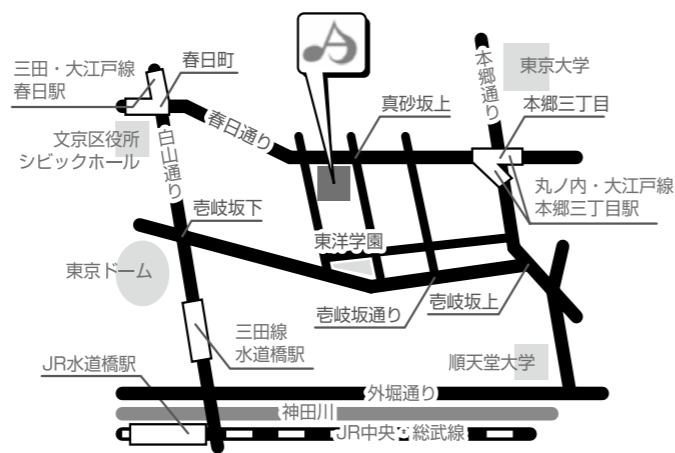 三田・大江戸線
春日駅
春日町
文京区役所
シビックホール
白山通り
春日通り
真砂坂上
本郷通り
東京大学
本郷三丁目
丸ノ内・大江戸線
本郷三丁目駅
壱岐坂下
東洋学園
東京ドーム
壱岐坂通り
壱岐坂上
三田線
水道橋駅
JR水道橋駅
順天堂大学
外堀通り
神田川
JR中央・総武線